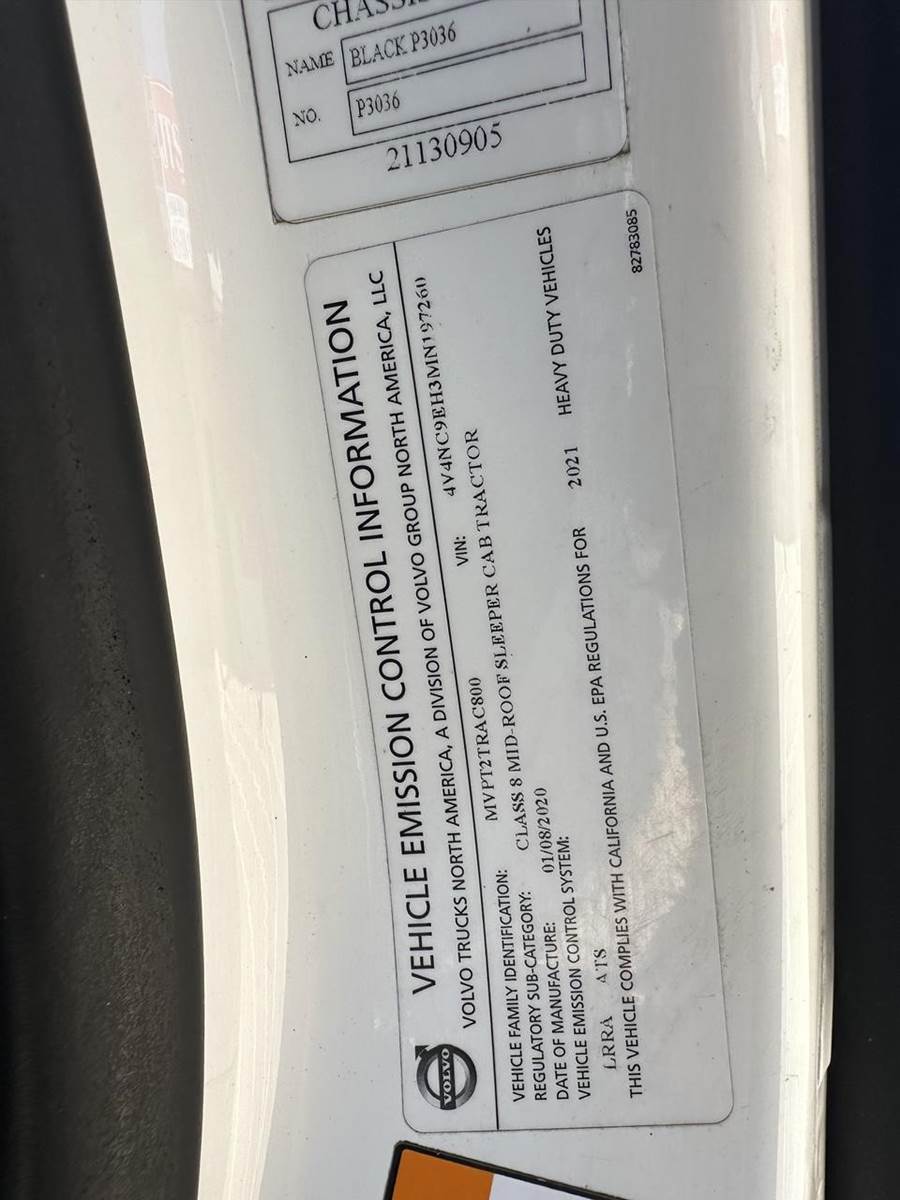 CHASSIS
NAME BLACK P3036
NO. P3036
21130905
VOLVO
VEHICLE EMISSION CONTROL INFORMATION
VOLVO TRUCKS NORTH AMERICA, A DIVISION OF VOLVO GROUP NORTH AMERICA, LLC
VEHICLE FAMILY IDENTIFICATION: MVPT2TRAC800 VIN: 4V4NC9EH3MN197260
REGULATORY SUB-CATEGORY: CLASS 8 MID-ROOF SLEEPER CAB TRACTOR
DATE OF MANUFACTURE: 01/08/2020
VEHICLE EMISSION CONTROL SYSTEM:
LRRA ATS
THIS VEHICLE COMPLIES WITH CALIFORNIA AND U.S. EPA REGULATIONS FOR 2021 HEAVY DUTY VEHICLES
82783085